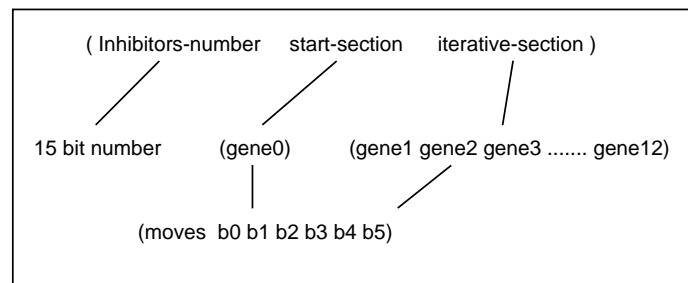 ( Inhibitors-number start-section iterative-section )
15 bit number (gene0) (gene1 gene2 gene3 ....... gene12)
(moves b0 b1 b2 b3 b4 b5)